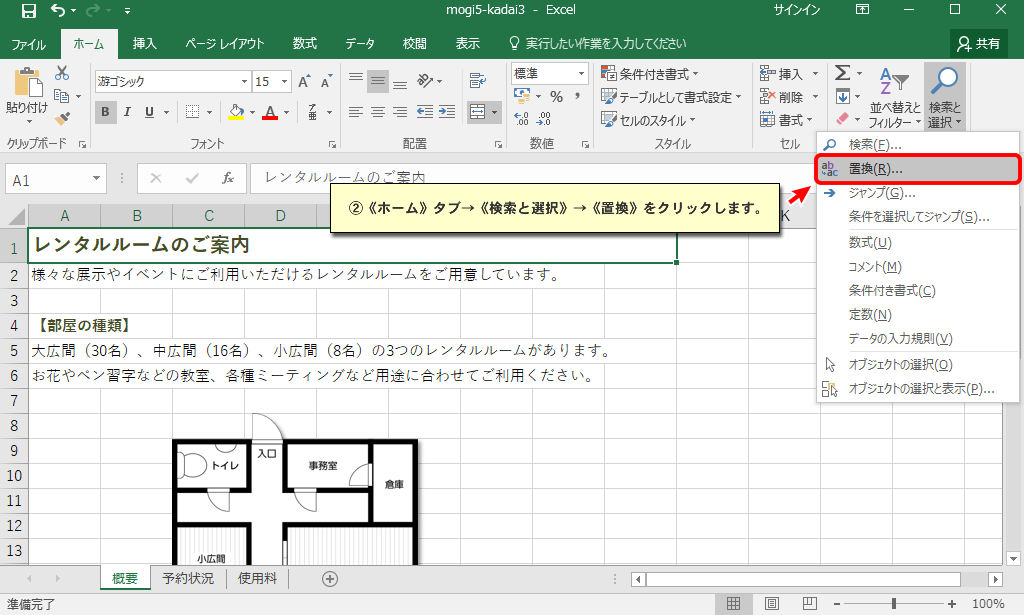 mogi5-kadai3 - Excel
サインイン
ファイル ホーム 挿入 ページ レイアウト 数式 データ 校閲 表示 実行したい作業を入力してください 共有
貼り付け
クリップボード
游ゴシック 15 A A
B I U A
フォント
配置
標準
% ,
数値
条件付き書式
テーブルとして書式設定
セルのスタイル
スタイル
挿入
削除
書式
セル
Σ
並べ替えと
フィルター
検索と
選択
検索(F)...
置換(R)...
ジャンプ(G)...
条件を選択してジャンプ(S)...
数式(U)
コメント(M)
条件付き書式(C)
定数(N)
データの入力規則(V)
オブジェクトの選択(O)
オブジェクトの選択と表示(P)...
A1 fx レンタルルームのご案内
②《ホーム》タブ→《検索と選択》→《置換》をクリックします。
A B C D K
1 レンタルルームのご案内
2 様々な展示やイベントにご利用いただけるレンタルルームをご用意しています。
3
4 【部屋の種類】
5 大広間（30名）、中広間（16名）、小広間（8名）の3つのレンタルルームがあります。
6 お花やペン習字などの教室、各種ミーティングなど用途に合わせてご利用ください。
7
8
9
10
11
12
13
入口
トイレ
事務室
倉庫
小広間
概要 予約状況 使用料
準備完了
100%